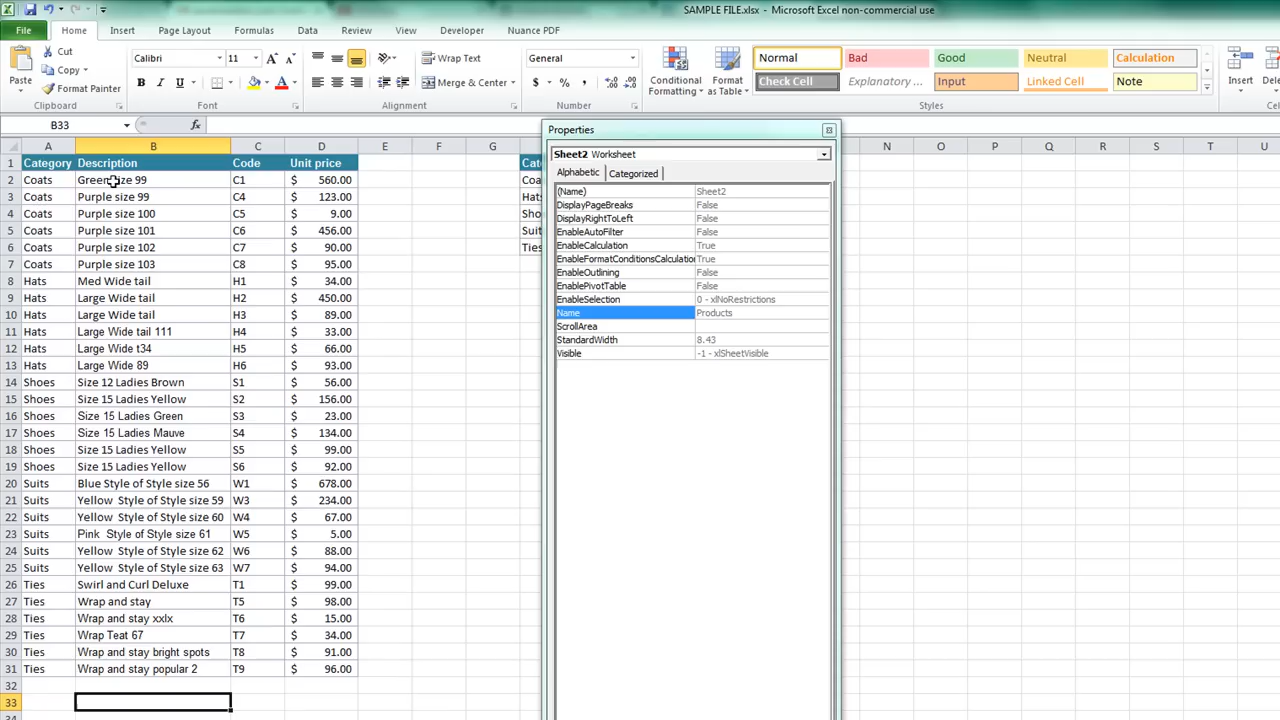 SAMPLE FILE.xlsx - Microsoft Excel non-commercial use
File Home Insert Page Layout Formulas Data Review View Developer Nuance PDF
Paste Cut Copy Format Painter Clipboard
Calibri 11 B I U A Font
Wrap Text Merge & Center Alignment
General $ % , Number
Conditional Formatting Format as Table
Normal Bad Good Neutral Calculation
Check Cell Explanatory ... Input Linked Cell Note
Styles
Insert
B33 fx
A B C D E F G N O P Q R S T U
1 Category Description Code Unit price
2 Coats Green size 99 C1 $ 560.00
3 Coats Purple size 99 C4 $ 123.00
4 Coats Purple size 100 C5 $ 9.00
5 Coats Purple size 101 C6 $ 456.00
6 Coats Purple size 102 C7 $ 90.00
7 Coats Purple size 103 C8 $ 95.00
8 Hats Med Wide tail H1 $ 34.00
9 Hats Large Wide tail H2 $ 450.00
10 Hats Large Wide tail H3 $ 89.00
11 Hats Large Wide tail 111 H4 $ 33.00
12 Hats Large Wide t34 H5 $ 66.00
13 Hats Large Wide 89 H6 $ 93.00
14 Shoes Size 12 Ladies Brown S1 $ 56.00
15 Shoes Size 15 Ladies Yellow S2 $ 156.00
16 Shoes Size 15 Ladies Green S3 $ 23.00
17 Shoes Size 15 Ladies Mauve S4 $ 134.00
18 Shoes Size 15 Ladies Yellow S5 $ 99.00
19 Shoes Size 15 Ladies Yellow S6 $ 92.00
20 Suits Blue Style of Style size 56 W1 $ 678.00
21 Suits Yellow Style of Style size 59 W3 $ 234.00
22 Suits Yellow Style of Style size 60 W4 $ 67.00
23 Suits Pink Style of Style size 61 W5 $ 5.00
24 Suits Yellow Style of Style size 62 W6 $ 88.00
25 Suits Yellow Style of Style size 63 W7 $ 94.00
26 Ties Swirl and Curl Deluxe T1 $ 99.00
27 Ties Wrap and stay T5 $ 98.00
28 Ties Wrap and stay xxlx T6 $ 15.00
29 Ties Wrap Teat 67 T7 $ 34.00
30 Ties Wrap and stay bright spots T8 $ 91.00
31 Ties Wrap and stay popular 2 T9 $ 96.00
32
33
Ties
Properties
Sheet2 Worksheet
Alphabetic Categorized
(Name) Sheet2
DisplayPageBreaks False
DisplayRightToLeft False
EnableAutoFilter False
EnableCalculation True
EnableFormatConditionsCalculation True
EnableOutlining False
EnablePivotTable False
EnableSelection 0 - xlNoRestrictions
Name Products
ScrollArea
StandardWidth 8.43
Visible -1 - xlSheetVisible